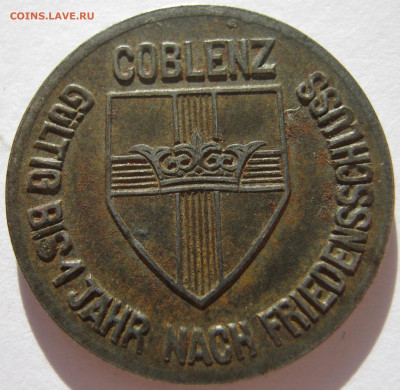 COINS.LAVE.RU
COBLENZ
GÜLTIG BIS 1 JAHR NACH FRIEDENSSCHLUSS